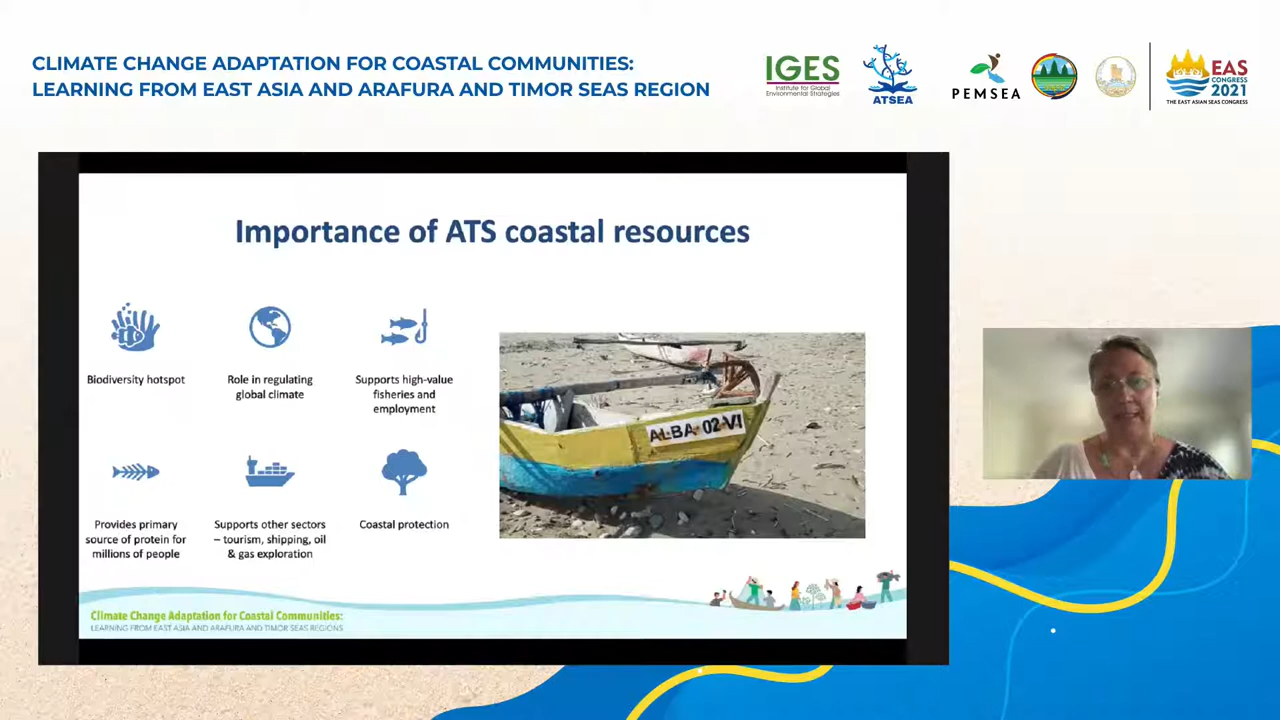 CLIMATE CHANGE ADAPTATION FOR COASTAL COMMUNITIES:
LEARNING FROM EAST ASIA AND ARAFURA AND TIMOR SEAS REGION
IGES
Institute for Global
Environmental Strategies
ATSEA
PEMSEA
EAS
CONGRESS
2021
THE EAST ASIAN SEAS CONGRESS
Importance of ATS coastal resources
Biodiversity hotspot
Role in regulating
global climate
Supports high-value
fisheries and
employment
ALBA 02-VI
Provides primary
source of protein for
millions of people
Supports other sectors
– tourism, shipping, oil
& gas exploration
Coastal protection
Climate Change Adaptation for Coastal Communities:
LEARNING FROM EAST ASIA AND ARAFURA AND TIMOR SEAS REGIONS